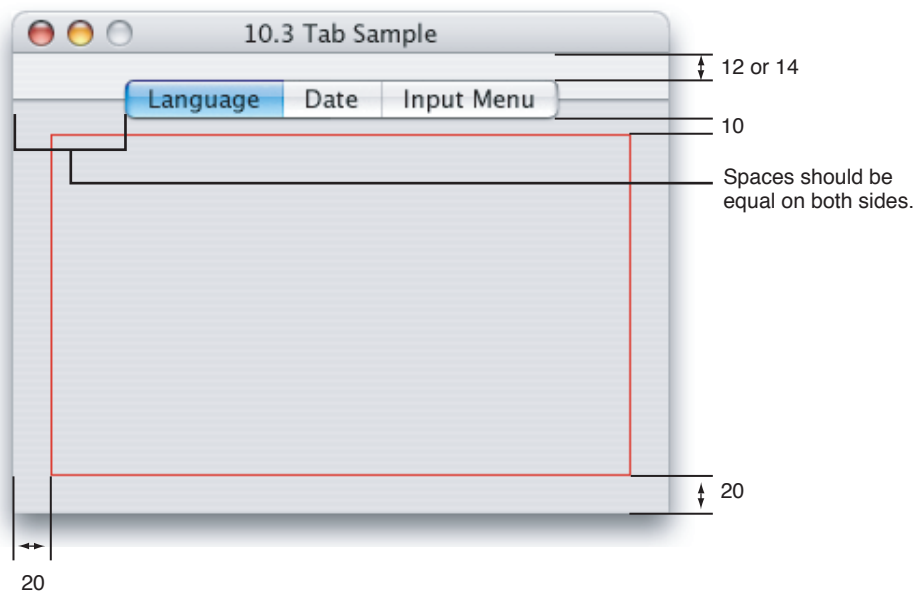 10.3 Tab Sample
12 or 14
Language Date Input Menu
10
Spaces should be
equal on both sides.
20
20